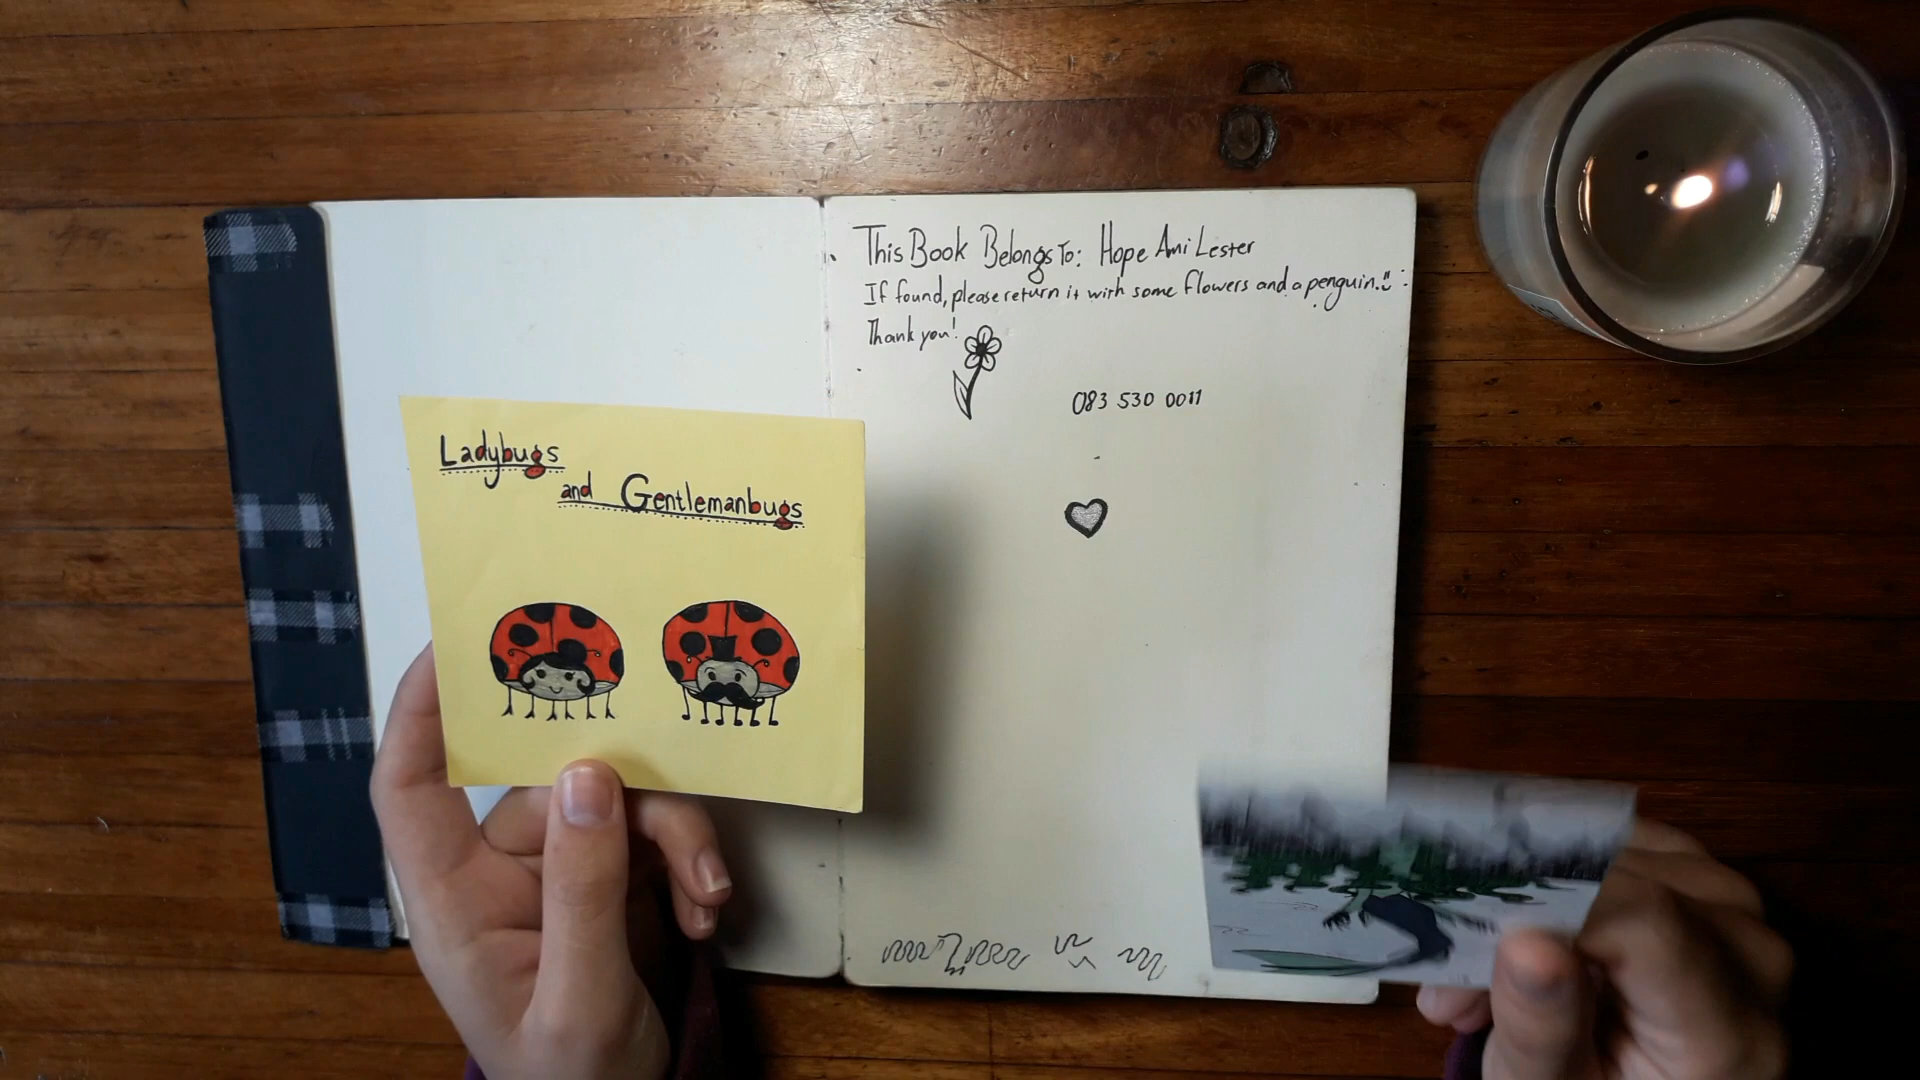 This Book Belongs To: Hope Ami Lester
If found, please return it with some flowers and a penguin.
Thank you!
083 530 0011
Ladybugs
and Gentlemanbugs